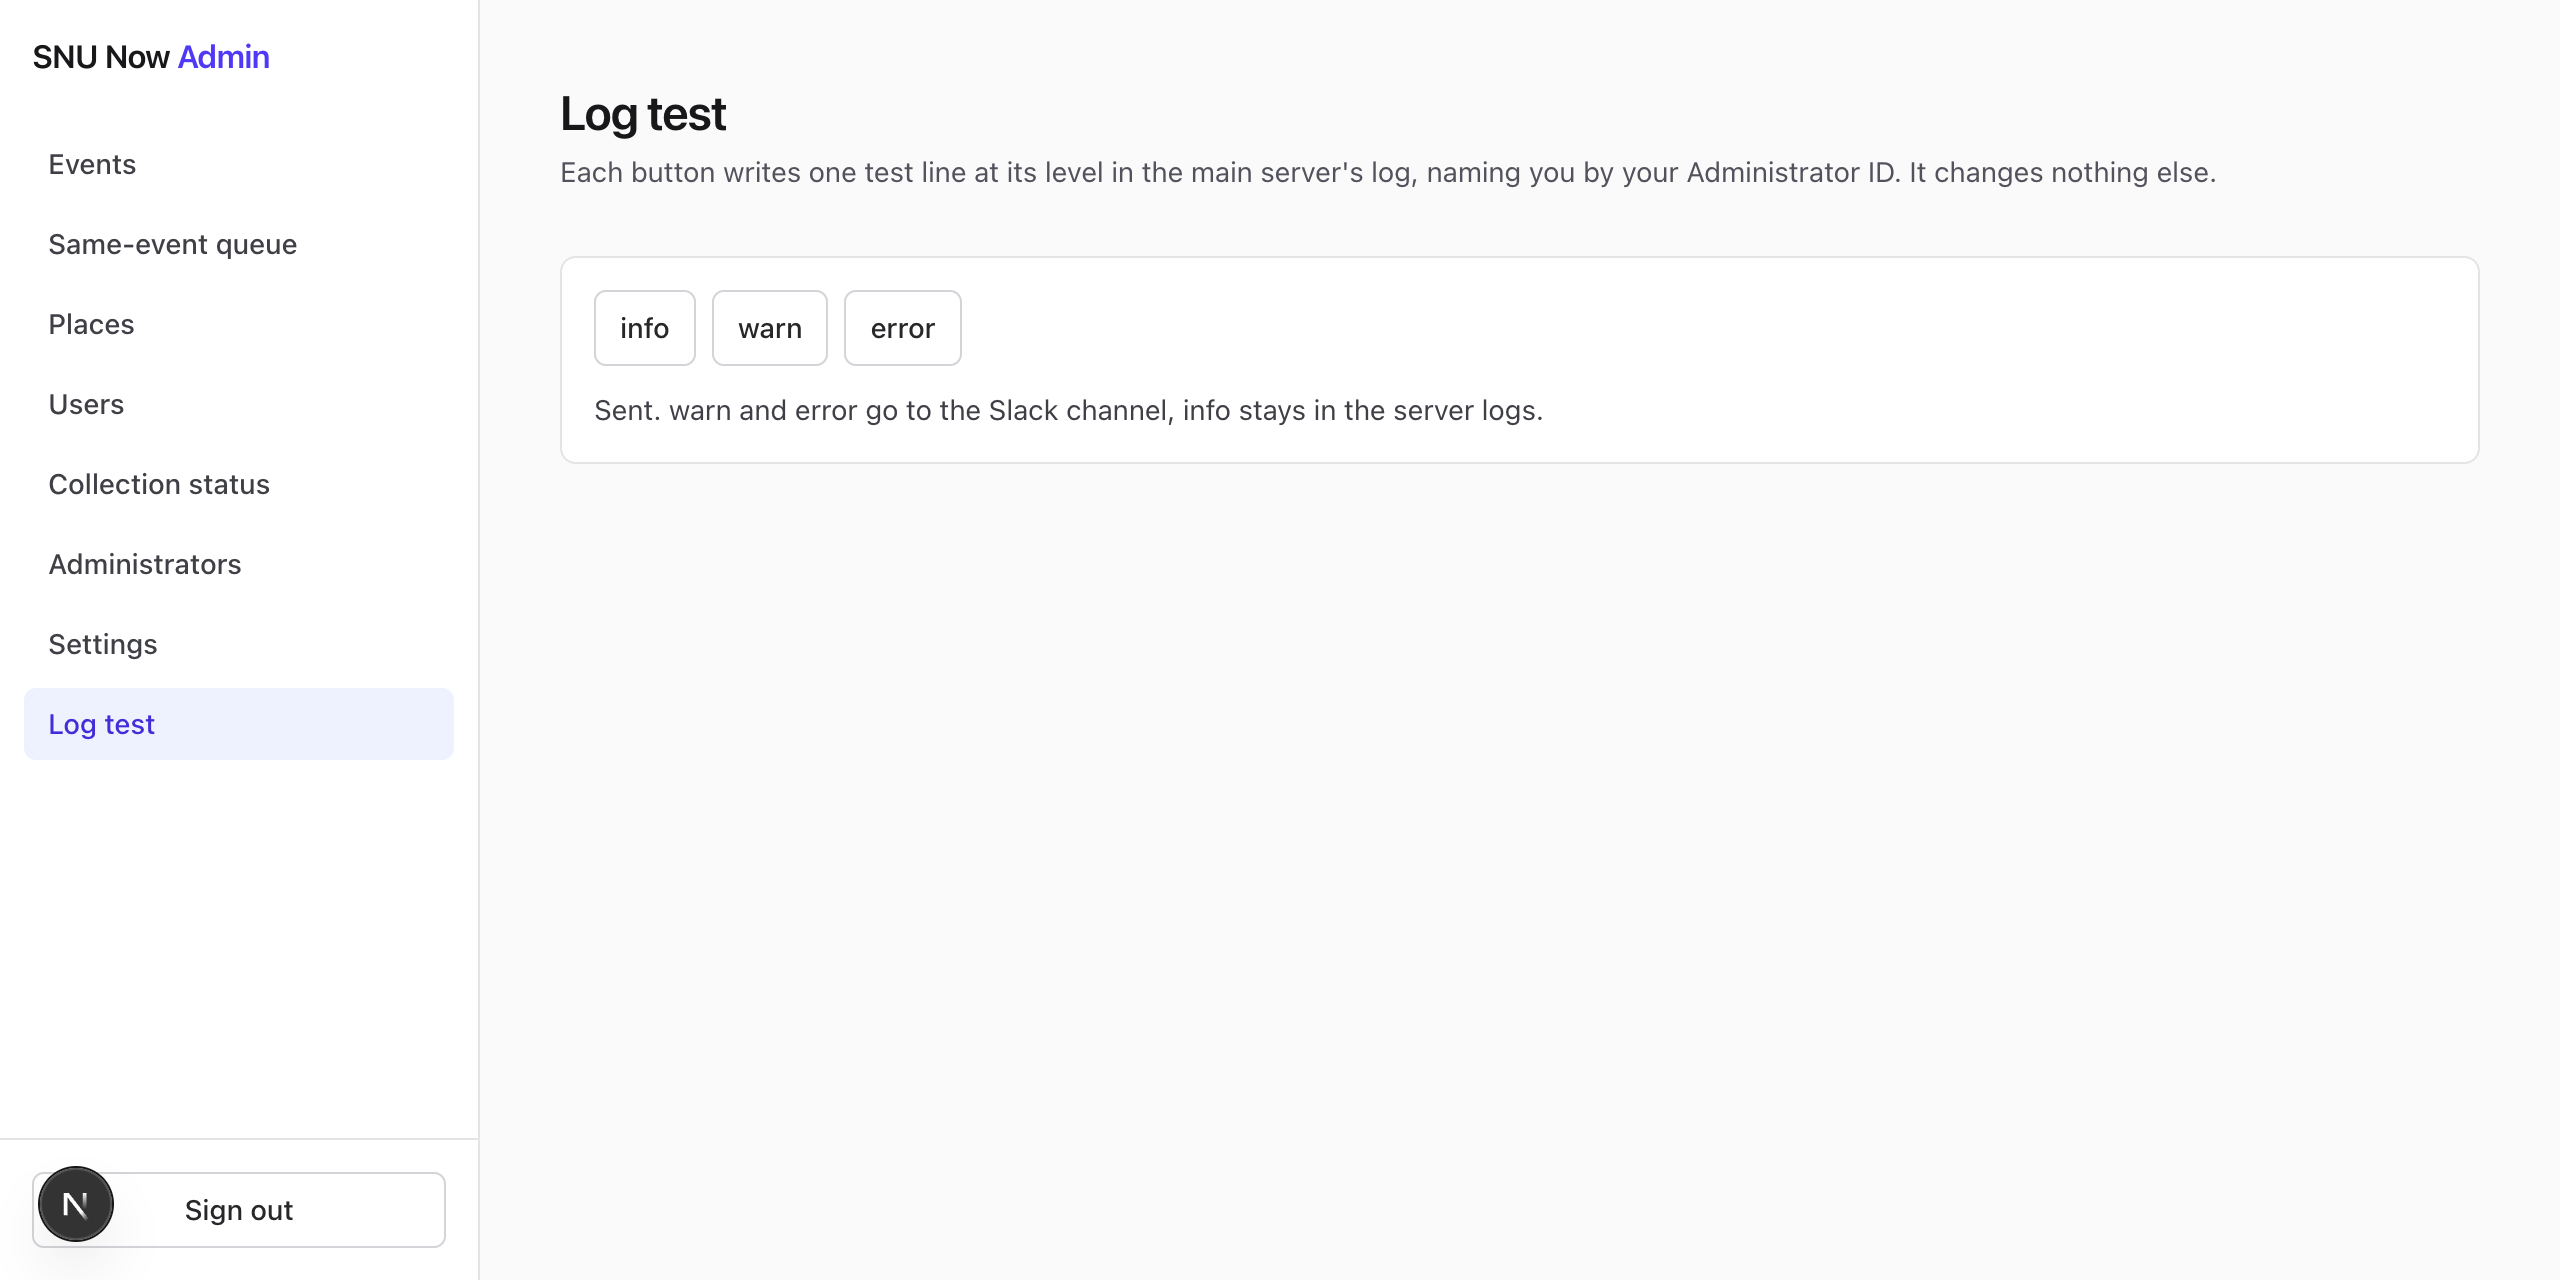 SNU Now Admin
Events
Same-event queue
Places
Users
Collection status
Administrators
Settings
Log test
N
Sign out
Log test
Each button writes one test line at its level in the main server's log, naming you by your Administrator ID. It changes nothing else.
info warn error
Sent. warn and error go to the Slack channel, info stays in the server logs.